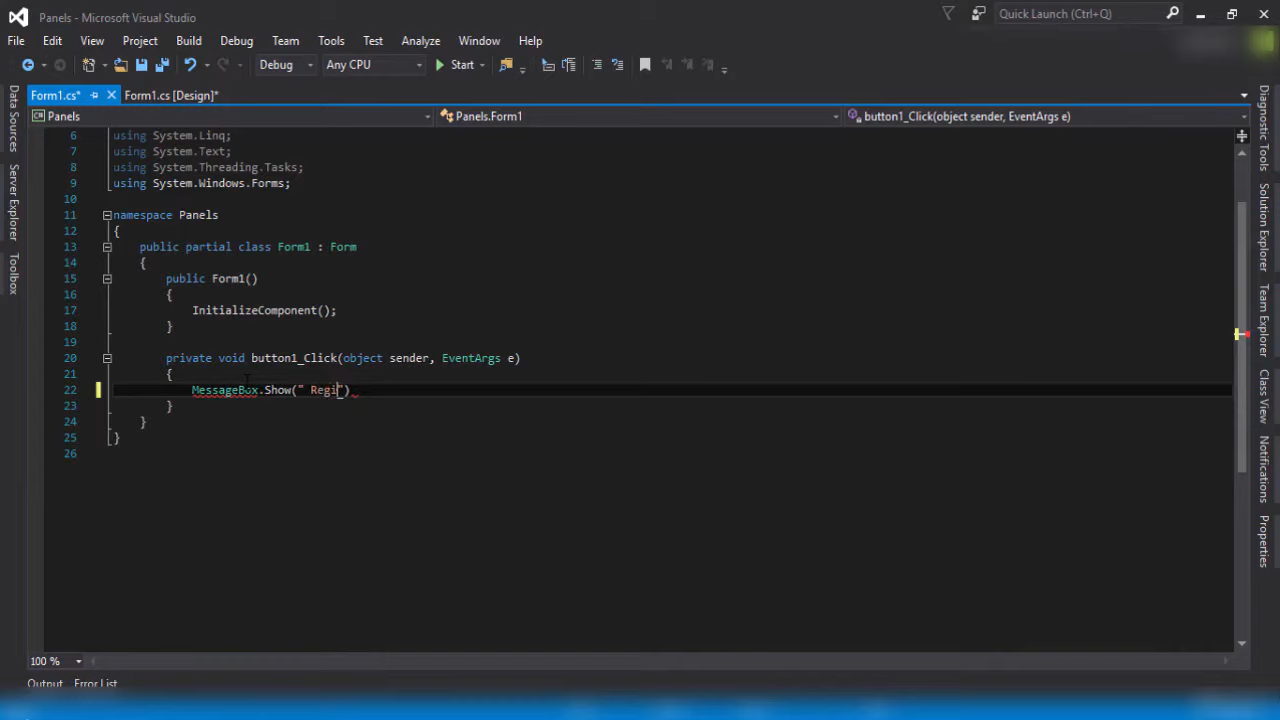 Panels - Microsoft Visual Studio
Quick Launch (Ctrl+Q)
File Edit View Project Build Debug Team Tools Test Analyze Window Help
Debug Any CPU Start
Form1.cs* Form1.cs [Design]*
Panels Panels.Form1 button1_Click(object sender, EventArgs e)
6 using System.Linq;
7 using System.Text;
8 using System.Threading.Tasks;
9 using System.Windows.Forms;
10
11 namespace Panels
12 {
13 public partial class Form1 : Form
14 {
15 public Form1()
16 {
17 InitializeComponent();
18 }
19
20 private void button1_Click(object sender, EventArgs e)
21 {
22 MessageBox.Show(" Regi")
23 }
24 }
25 }
26
100 %
Output Error List
Data Sources
Server Explorer
Toolbox
Diagnostic Tools
Solution Explorer
Team Explorer
Class View
Notifications
Properties